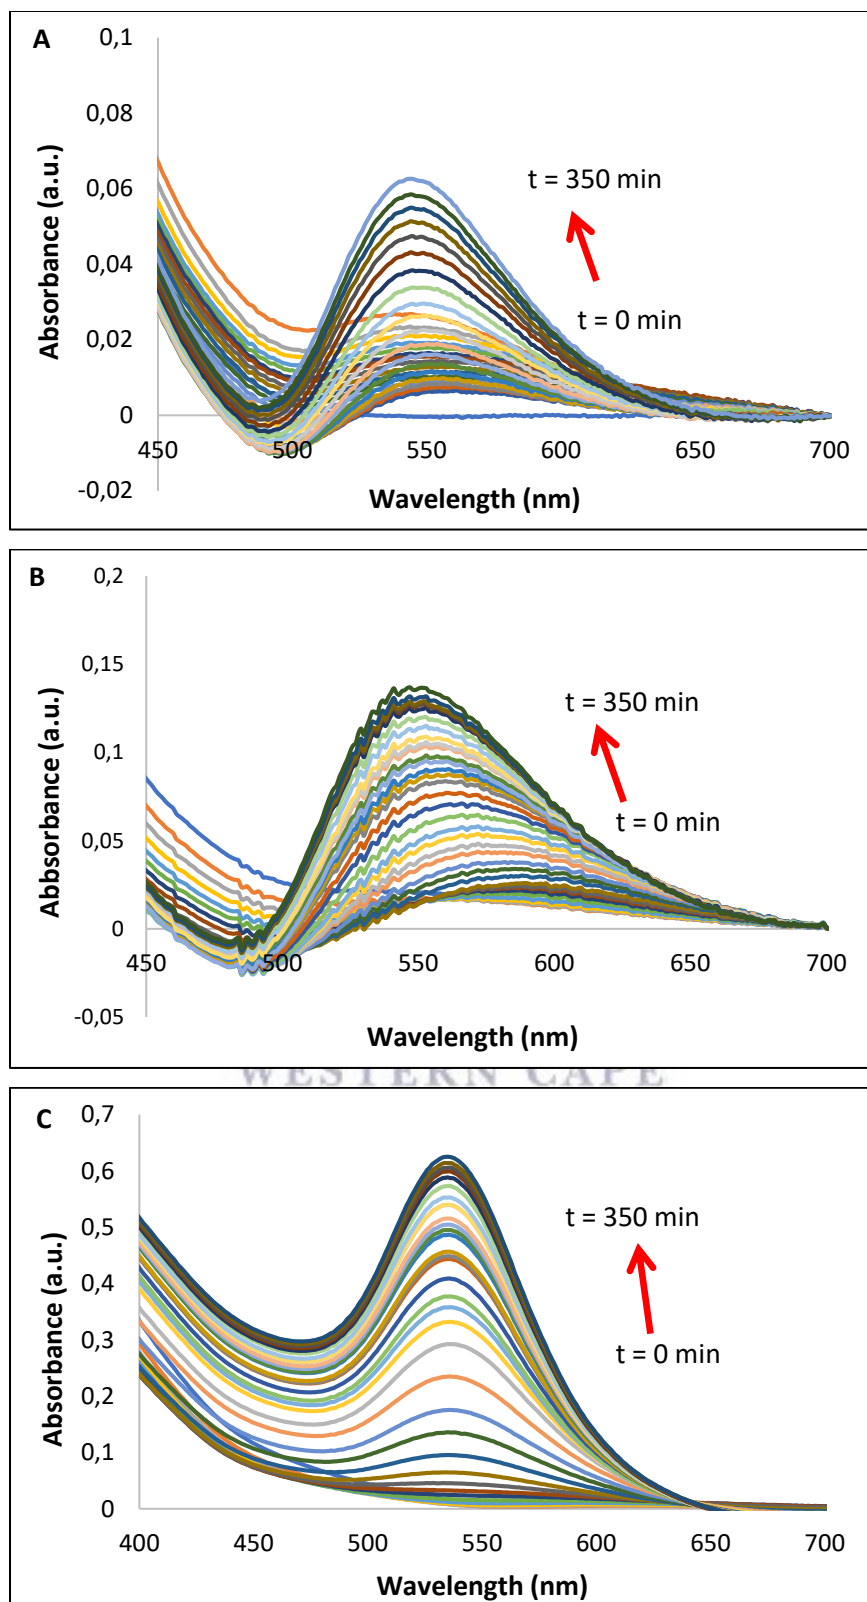 A
0,1
0,08
0,06
0,04
0,02
0
-0,02
Absorbance (a.u.)
t = 350 min
t = 0 min
450 500 550 600 650 700
Wavelength (nm)
B
0,2
0,15
0,1
0,05
0
-0,05
Abbsorbance (a.u.)
t = 350 min
t = 0 min
450 500 550 600 650 700
Wavelength (nm)
WESTERN CAPE
C
0,7
0,6
0,5
0,4
0,3
0,2
0,1
0
Absorbance (a.u.)
t = 350 min
t = 0 min
400 450 500 550 600 650 700
Wavelength (nm)